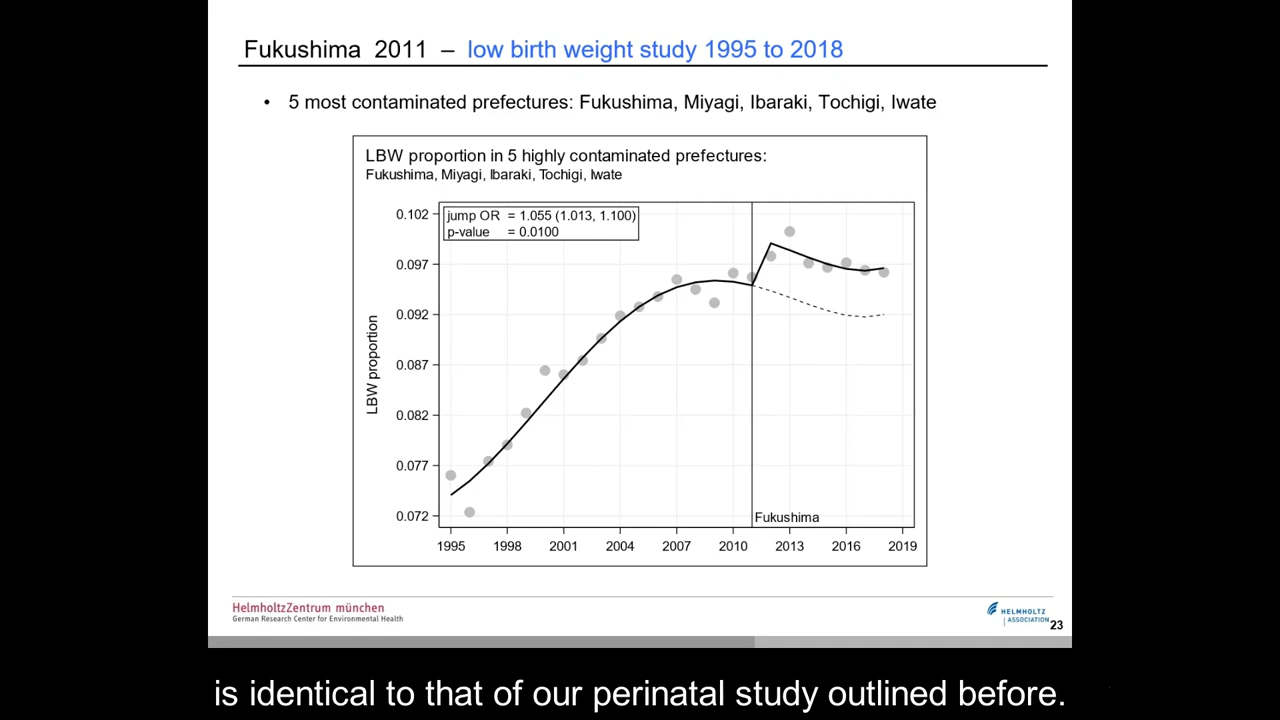 Fukushima 2011 – low birth weight study 1995 to 2018
• 5 most contaminated prefectures: Fukushima, Miyagi, Ibaraki, Tochigi, Iwate
LBW proportion in 5 highly contaminated prefectures:
Fukushima, Miyagi, Ibaraki, Tochigi, Iwate
jump OR = 1.055 (1.013, 1.100)
p-value = 0.0100
LBW proportion
0.102
0.097
0.092
0.087
0.082
0.077
0.072
Fukushima
1995 1998 2001 2004 2007 2010 2013 2016 2019
HelmholtzZentrum münchen
German Research Center for Environmental Health
HELMHOLTZ
ASSOCIATION
23
is identical to that of our perinatal study outlined before.